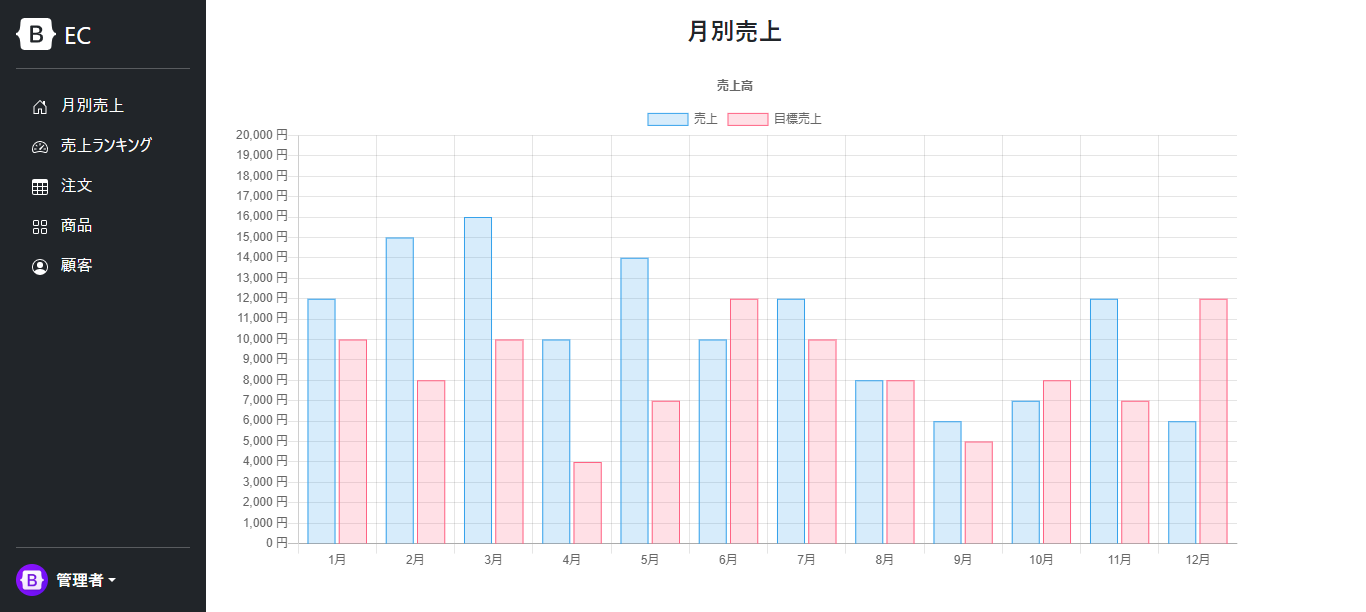 B EC
月別売上
売上ランキング
注文
商品
顧客
B 管理者
月別売上
売上高
売上 目標売上
20,000 円
19,000 円
18,000 円
17,000 円
16,000 円
15,000 円
14,000 円
13,000 円
12,000 円
11,000 円
10,000 円
9,000 円
8,000 円
7,000 円
6,000 円
5,000 円
4,000 円
3,000 円
2,000 円
1,000 円
0 円
1月 2月 3月 4月 5月 6月 7月 8月 9月 10月 11月 12月